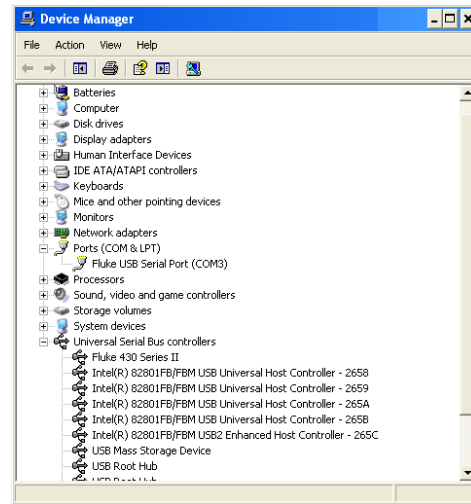 Device Manager
File Action View Help
Batteries
Computer
Disk drives
Display adapters
Human Interface Devices
IDE ATA/ATAPI controllers
Keyboards
Mice and other pointing devices
Monitors
Network adapters
Ports (COM & LPT)
Fluke USB Serial Port (COM3)
Processors
Sound, video and game controllers
Storage volumes
System devices
Universal Serial Bus controllers
Fluke 430 Series II
Intel(R) 82801FB/FBM USB Universal Host Controller - 2658
Intel(R) 82801FB/FBM USB Universal Host Controller - 2659
Intel(R) 82801FB/FBM USB Universal Host Controller - 265A
Intel(R) 82801FB/FBM USB Universal Host Controller - 265B
Intel(R) 82801FB/FBM USB2 Enhanced Host Controller - 265C
USB Mass Storage Device
USB Root Hub
USB Root Hub